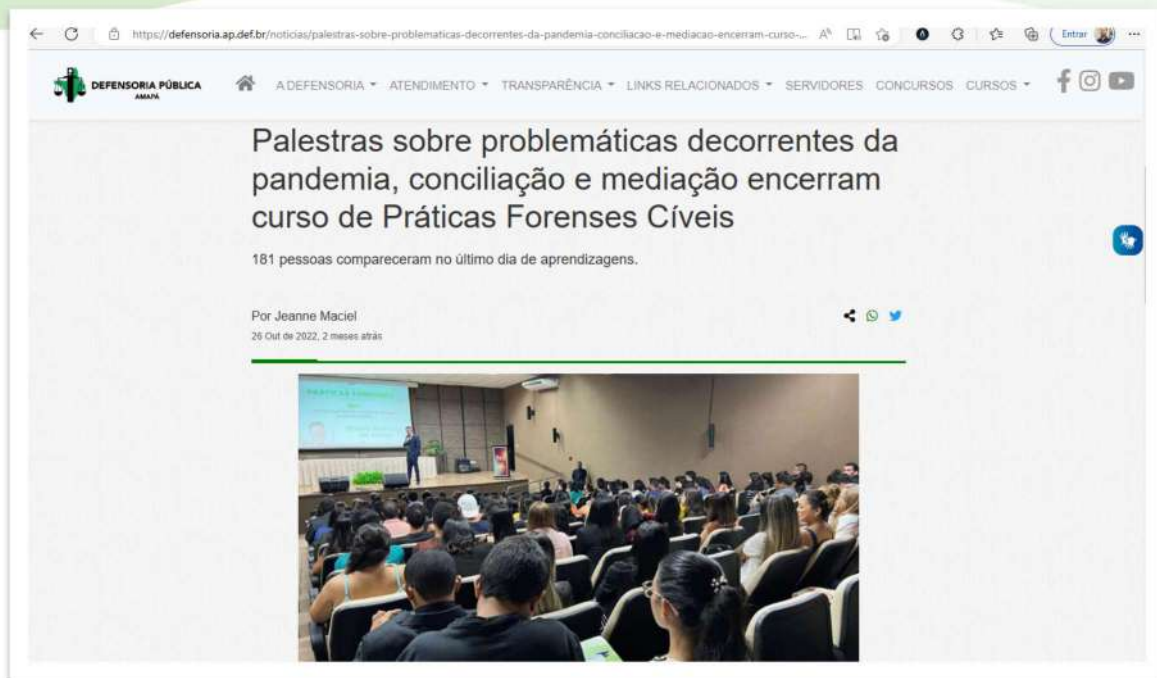 https://defensoria.ap.def.br/noticias/palestras-sobre-problematicas-decorrentes-da-pandemia-conciliacao-e-mediacao-encerram-curso-...
Entrar
DEFENSORIA PÚBLICA
AMAPÁ
A DEFENSORIA ATENDIMENTO TRANSPARÊNCIA LINKS RELACIONADOS SERVIDORES CONCURSOS CURSOS
Palestras sobre problemáticas decorrentes da
pandemia, conciliação e mediação encerram
curso de Práticas Forenses Cíveis
181 pessoas compareceram no último dia de aprendizagens.
Por Jeanne Maciel
26 Out de 2022, 2 meses atrás
PRÁTICAS FORENSES